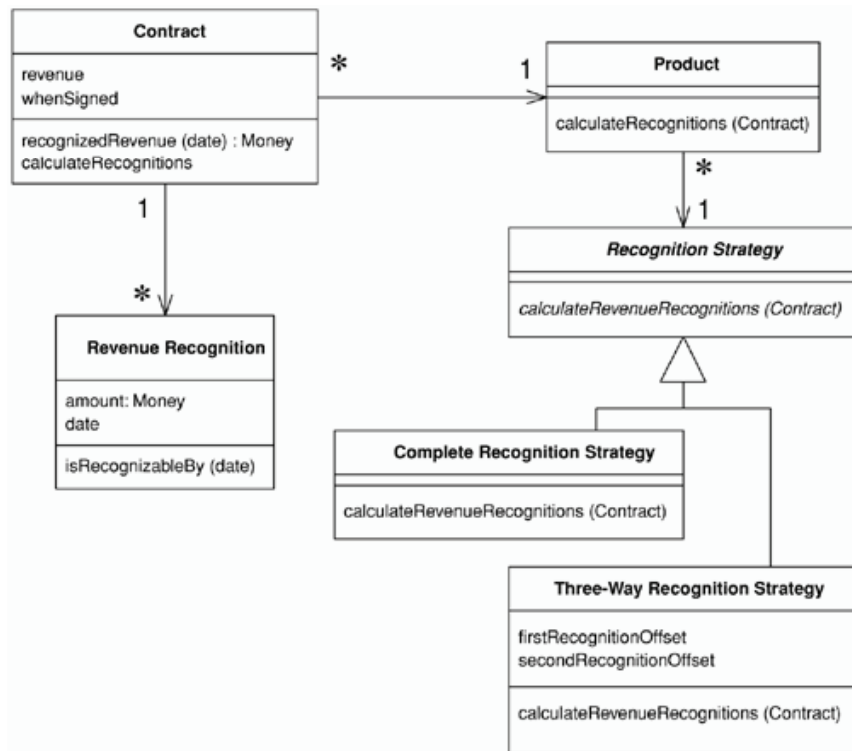 Contract
revenue
whenSigned
recognizedRevenue (date) : Money
calculateRecognitions
*
1
Product
calculateRecognitions (Contract)
*
1
1
*
Recognition Strategy
calculateRevenueRecognitions (Contract)
Revenue Recognition
amount: Money
date
isRecognizableBy (date)
Complete Recognition Strategy
calculateRevenueRecognitions (Contract)
Three-Way Recognition Strategy
firstRecognitionOffset
secondRecognitionOffset
calculateRevenueRecognitions (Contract)